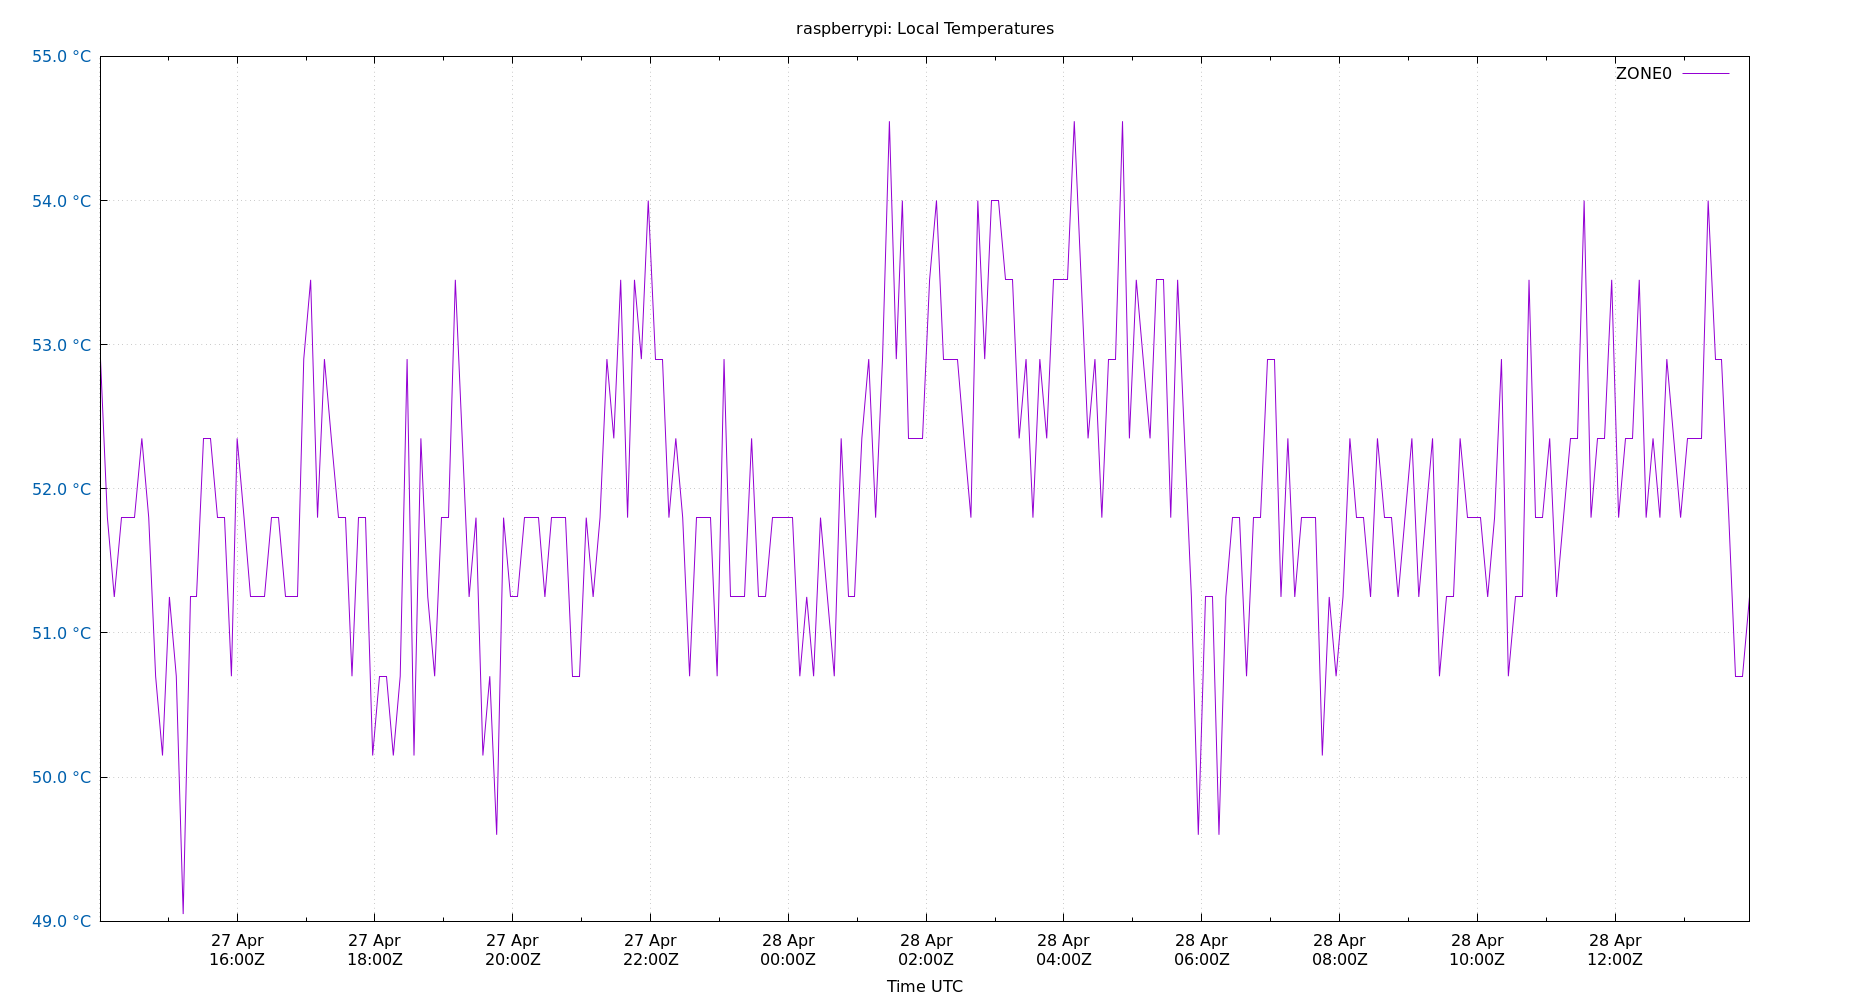 raspberrypi: Local Temperatures
55.0 °C
ZONE0
54.0 °C
53.0 °C
52.0 °C
51.0 °C
50.0 °C
49.0 °C
27 Apr 27 Apr 27 Apr 27 Apr 28 Apr 28 Apr 28 Apr 28 Apr 28 Apr 28 Apr 28 Apr
16:00Z 18:00Z 20:00Z 22:00Z 00:00Z 02:00Z 04:00Z 06:00Z 08:00Z 10:00Z 12:00Z
Time UTC